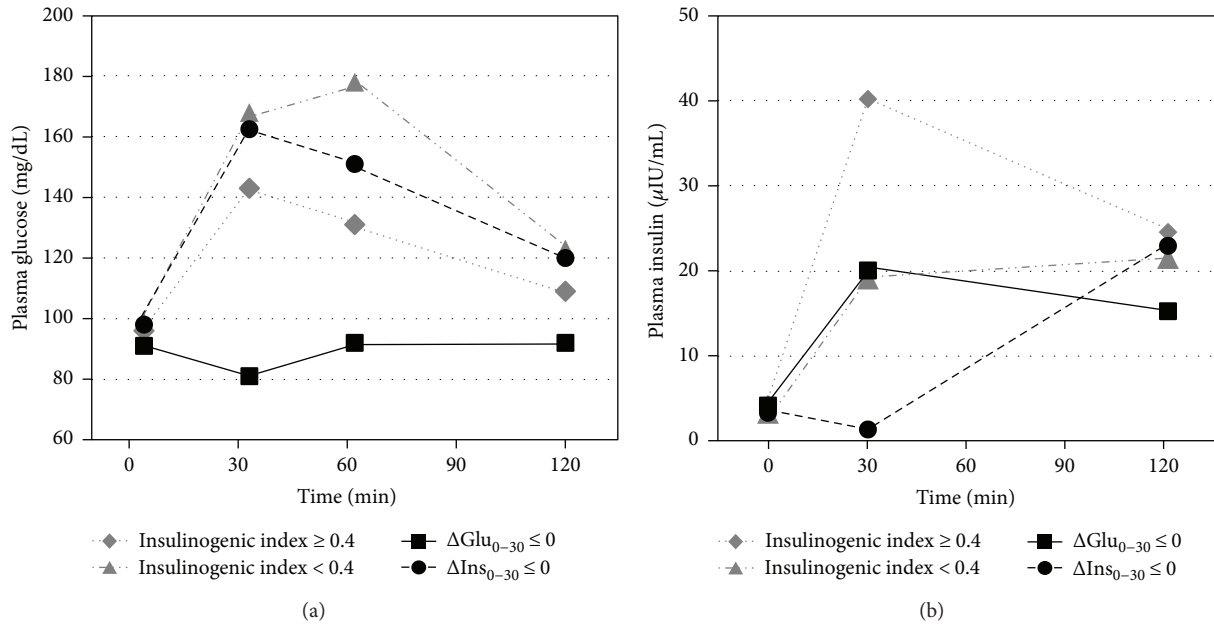 200
180
160
140
120
100
80
60
Plasma glucose (mg/dL)
0 30 60 90 120
Time (min)
Insulinogenic index ≥ 0.4
Insulinogenic index < 0.4
ΔGlu0–30 ≤ 0
ΔIns0–30 ≤ 0
(a)
50
40
30
20
10
0
Plasma insulin (μIU/mL)
0 30 60 90 120
Time (min)
Insulinogenic index ≥ 0.4
Insulinogenic index < 0.4
ΔGlu0–30 ≤ 0
ΔIns0–30 ≤ 0
(b)